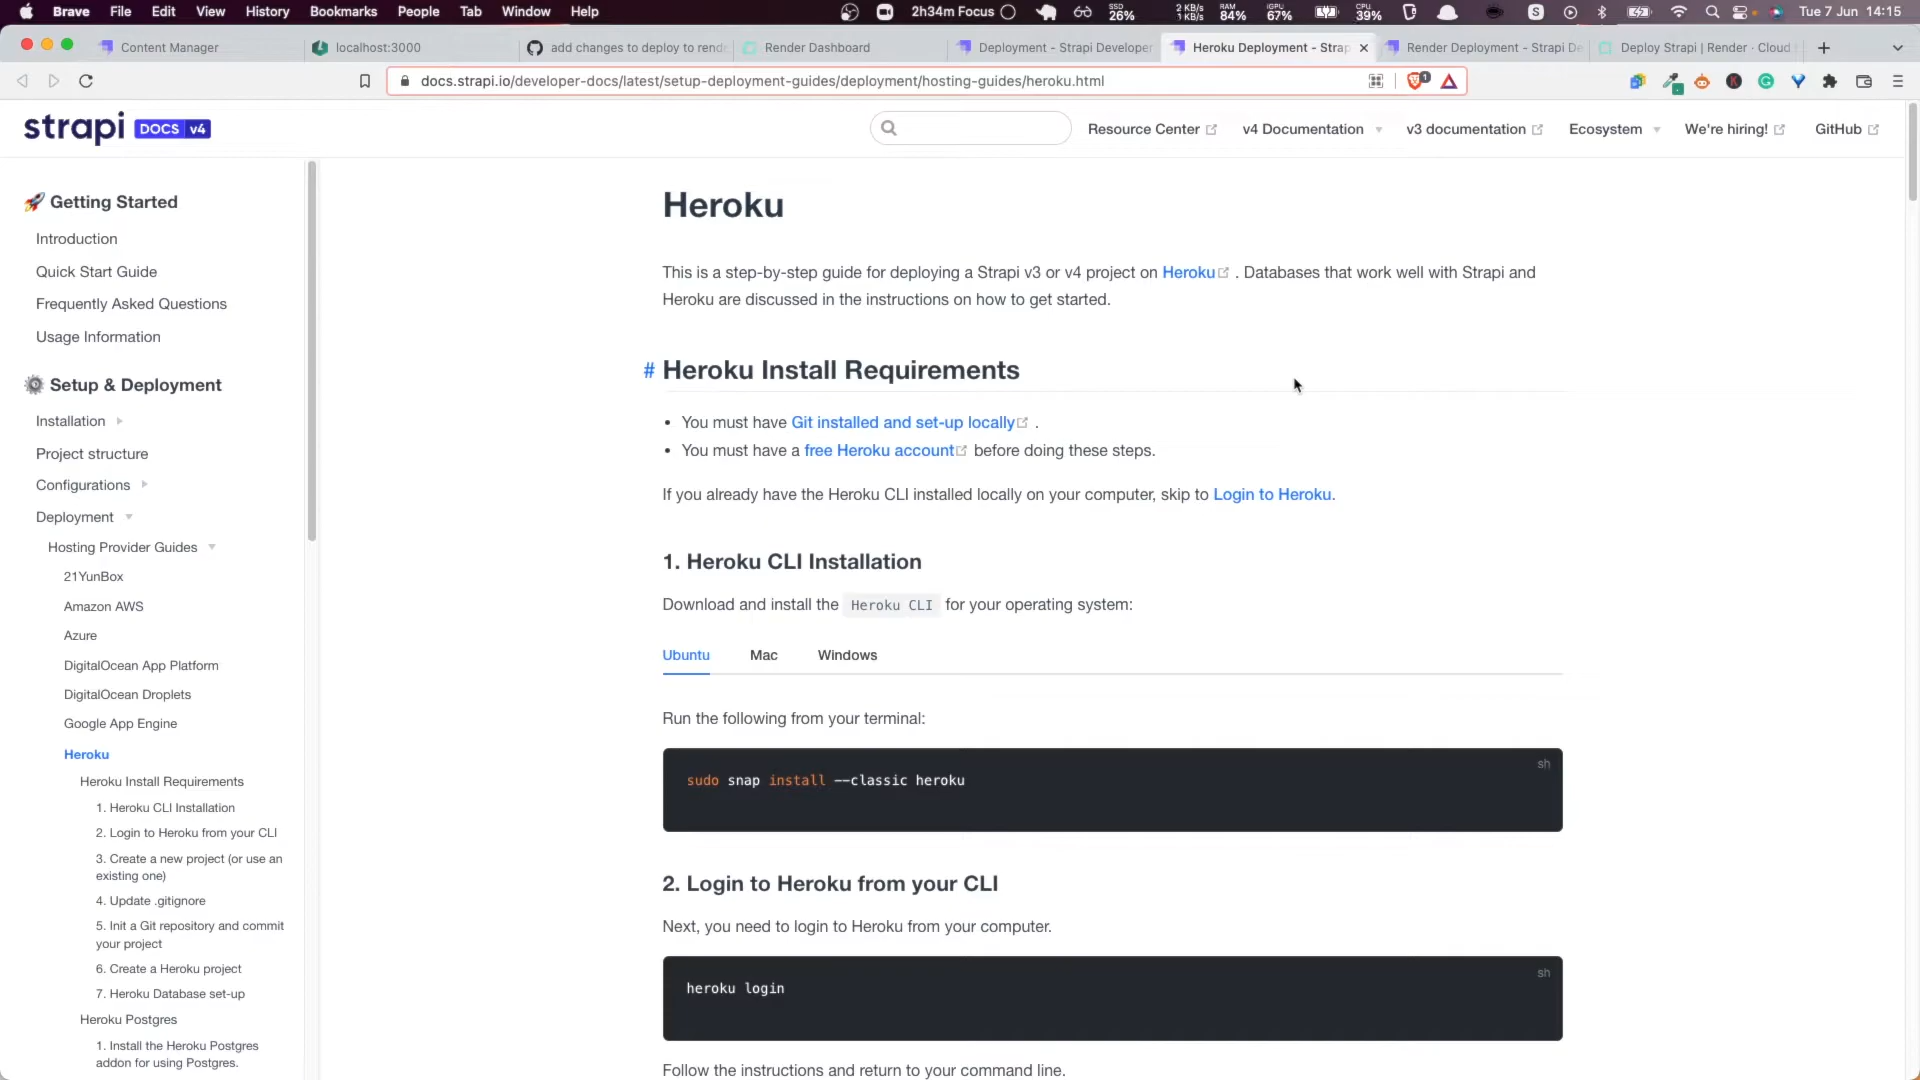 Brave File Edit View History Bookmarks People Tab Window Help 2h34m Focus SSD 26% 2 KB/s 1 KB/s RAM 84% GPU 67% CPU 39% Tue 7 Jun 14:15
Content Manager localhost:3000 add changes to deploy to rend Render Dashboard Deployment - Strapi Developer Heroku Deployment - Strap Render Deployment - Strapi De Deploy Strapi | Render · Cloud
docs.strapi.io/developer-docs/latest/setup-deployment-guides/deployment/hosting-guides/heroku.html 1
strapi DOCS v4 Resource Center v4 Documentation v3 documentation Ecosystem We're hiring! GitHub
Getting Started
Introduction
Quick Start Guide
Frequently Asked Questions
Usage Information
Setup & Deployment
Installation
Project structure
Configurations
Deployment
Hosting Provider Guides
21YunBox
Amazon AWS
Azure
DigitalOcean App Platform
DigitalOcean Droplets
Google App Engine
Heroku
Heroku Install Requirements
1. Heroku CLI Installation
2. Login to Heroku from your CLI
3. Create a new project (or use an
existing one)
4. Update .gitignore
5. Init a Git repository and commit
your project
6. Create a Heroku project
7. Heroku Database set-up
Heroku Postgres
1. Install the Heroku Postgres
addon for using Postgres.
Heroku
This is a step-by-step guide for deploying a Strapi v3 or v4 project on Heroku . Databases that work well with Strapi and
Heroku are discussed in the instructions on how to get started.
# Heroku Install Requirements
• You must have Git installed and set-up locally .
• You must have a free Heroku account before doing these steps.
If you already have the Heroku CLI installed locally on your computer, skip to Login to Heroku.
1. Heroku CLI Installation
Download and install the Heroku CLI for your operating system:
Ubuntu Mac Windows
Run the following from your terminal:
sh
sudo snap install --classic heroku
2. Login to Heroku from your CLI
Next, you need to login to Heroku from your computer.
sh
heroku login
Follow the instructions and return to your command line.